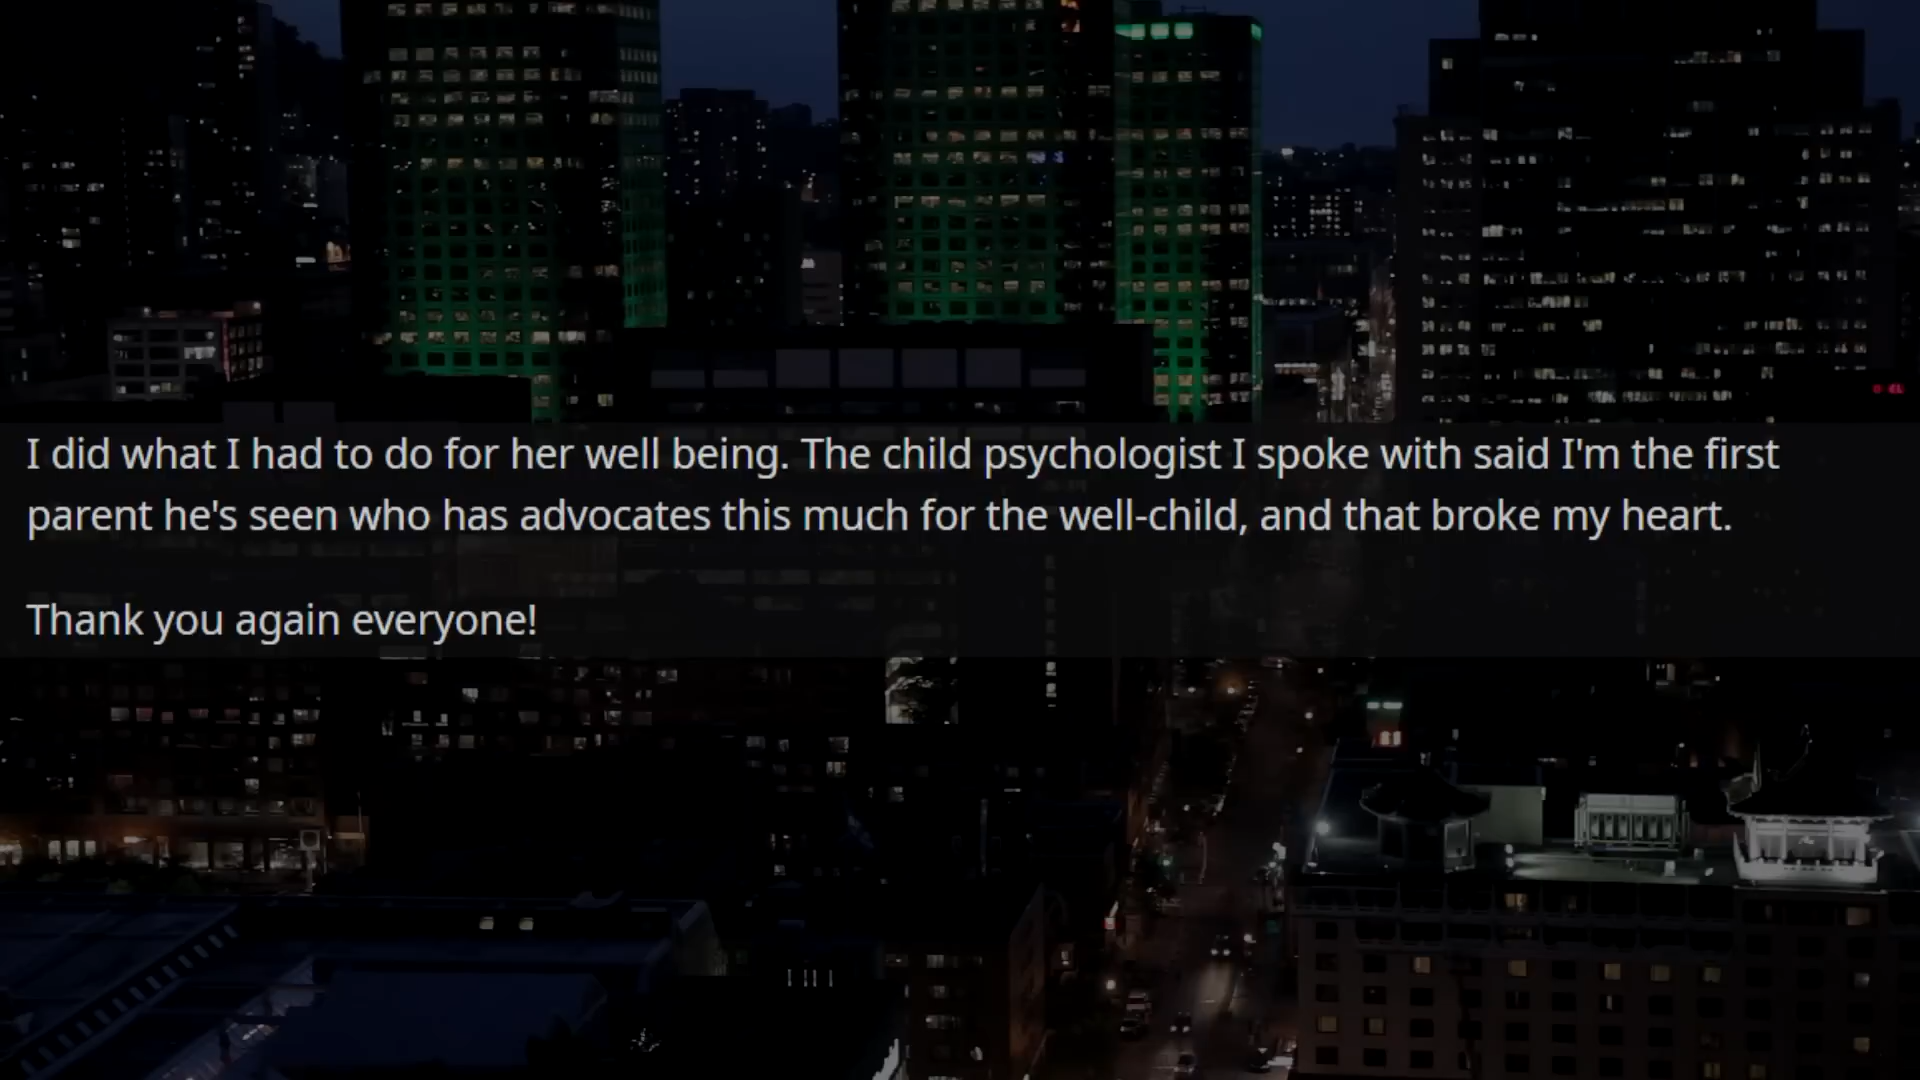 I did what I had to do for her well being. The child psychologist I spoke with said I'm the first
parent he's seen who has advocates this much for the well-child, and that broke my heart.
Thank you again everyone!